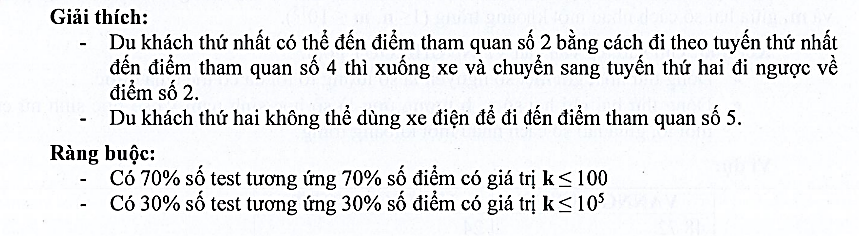 Giải thích:
- Du khách thứ nhất có thể đến điểm tham quan số 2 bằng cách đi theo tuyến thứ nhất
đến điểm tham quan số 4 thì xuống xe và chuyển sang tuyến thứ hai đi ngược về
điểm số 2.
- Du khách thứ hai không thể dùng xe điện để đi đến điểm tham quan số 5.
Ràng buộc:
- Có 70% số test tương ứng 70% số điểm có giá trị k ≤ 100
- Có 30% số test tương ứng 30% số điểm có giá trị k ≤ 10⁵